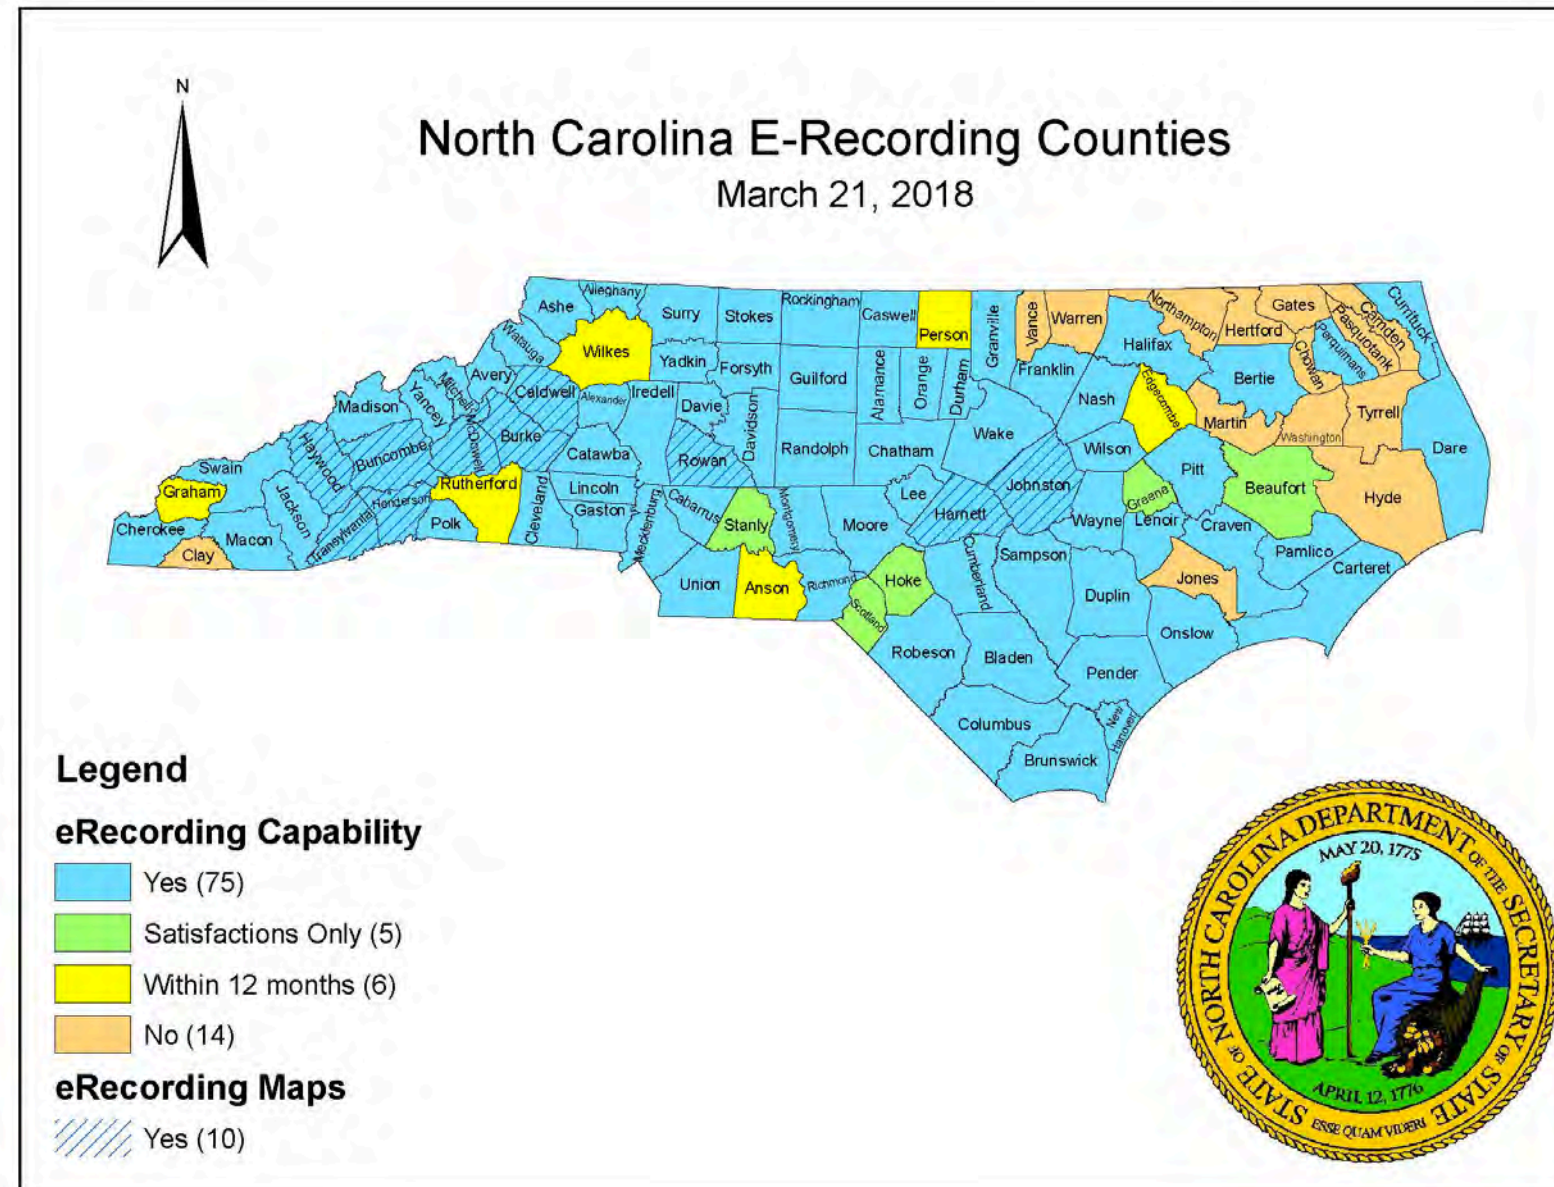 N
North Carolina E-Recording Counties
March 21, 2018
Alleghany
Ashe
Surry
Stokes
Rockingham
Caswell
Person
Granville
Vance
Warren
Northampton
Gates
Hertford
Camden
Currituck
Pasquotank
Perquimans
Chowan
Watauga
Wilkes
Yadkin
Forsyth
Guilford
Alamance
Orange
Durham
Franklin
Halifax
Bertie
Nash
Edgecombe
Martin
Washington
Tyrrell
Dare
Avery
Mitchell
Yancey
Madison
Caldwell
Alexander
Iredell
Davie
Davidson
Randolph
Chatham
Wake
Wilson
Pitt
Beaufort
Hyde
Haywood
Buncombe
McDowell
Burke
Catawba
Rowan
Swain
Graham
Cherokee
Clay
Macon
Jackson
Transylvania
Henderson
Rutherford
Polk
Cleveland
Lincoln
Gaston
Mecklenburg
Cabarrus
Stanly
Montgomery
Moore
Lee
Harnett
Johnston
Wayne
Greene
Lenoir
Craven
Pamlico
Carteret
Jones
Union
Anson
Richmond
Scotland
Hoke
Cumberland
Sampson
Duplin
Onslow
Robeson
Bladen
Pender
Columbus
Brunswick
New
Hanover
Legend
eRecording Capability
Yes (75)
Satisfactions Only (5)
Within 12 months (6)
No (14)
eRecording Maps
Yes (10)
STATE OF NORTH CAROLINA DEPARTMENT OF THE SECRETARY OF STATE
MAY 20, 1775
APRIL 12, 1776
ESSE QUAM VIDERI